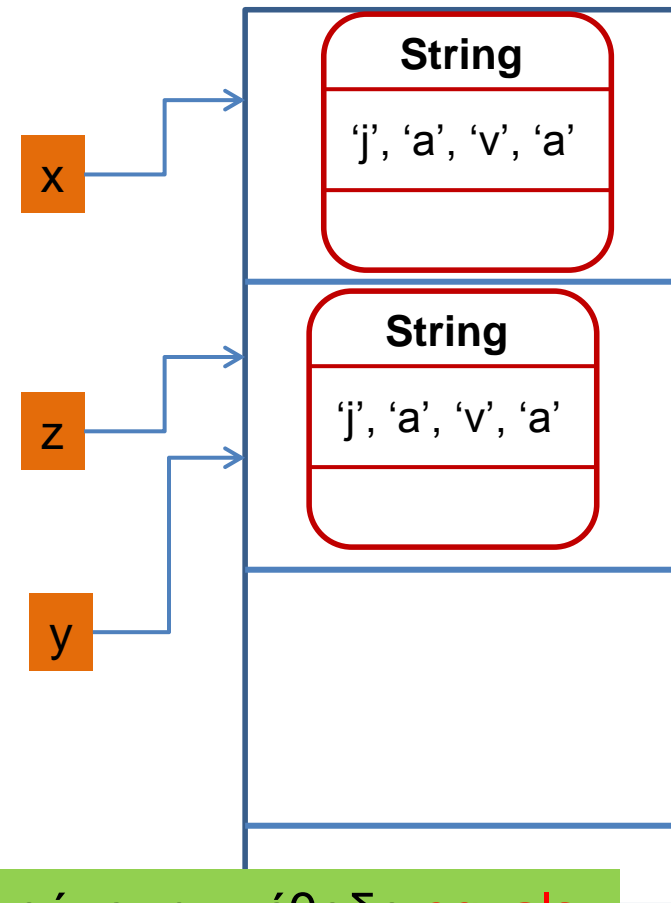 String
‘j’, ‘a’, ‘v’, ‘a’
x
String
‘j’, ‘a’, ‘v’, ‘a’
z
y